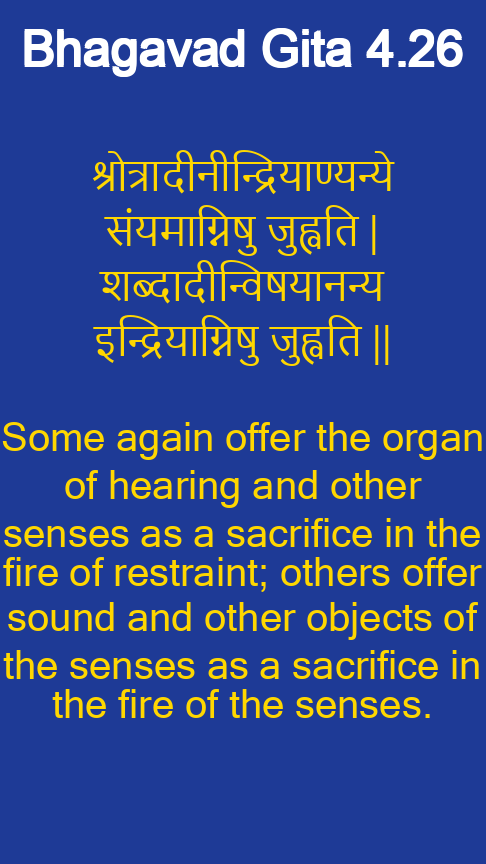 Bhagavad Gita 4.26
श्रोत्रादीनीन्द्रियाण्यन्ये
संयमाग्निषु जुह्वति |
शब्दादीन्विषयानन्य
इन्द्रियाग्निषु जुह्वति ||
Some again offer the organ
of hearing and other
senses as a sacrifice in the
fire of restraint; others offer
sound and other objects of
the senses as a sacrifice in
the fire of the senses.